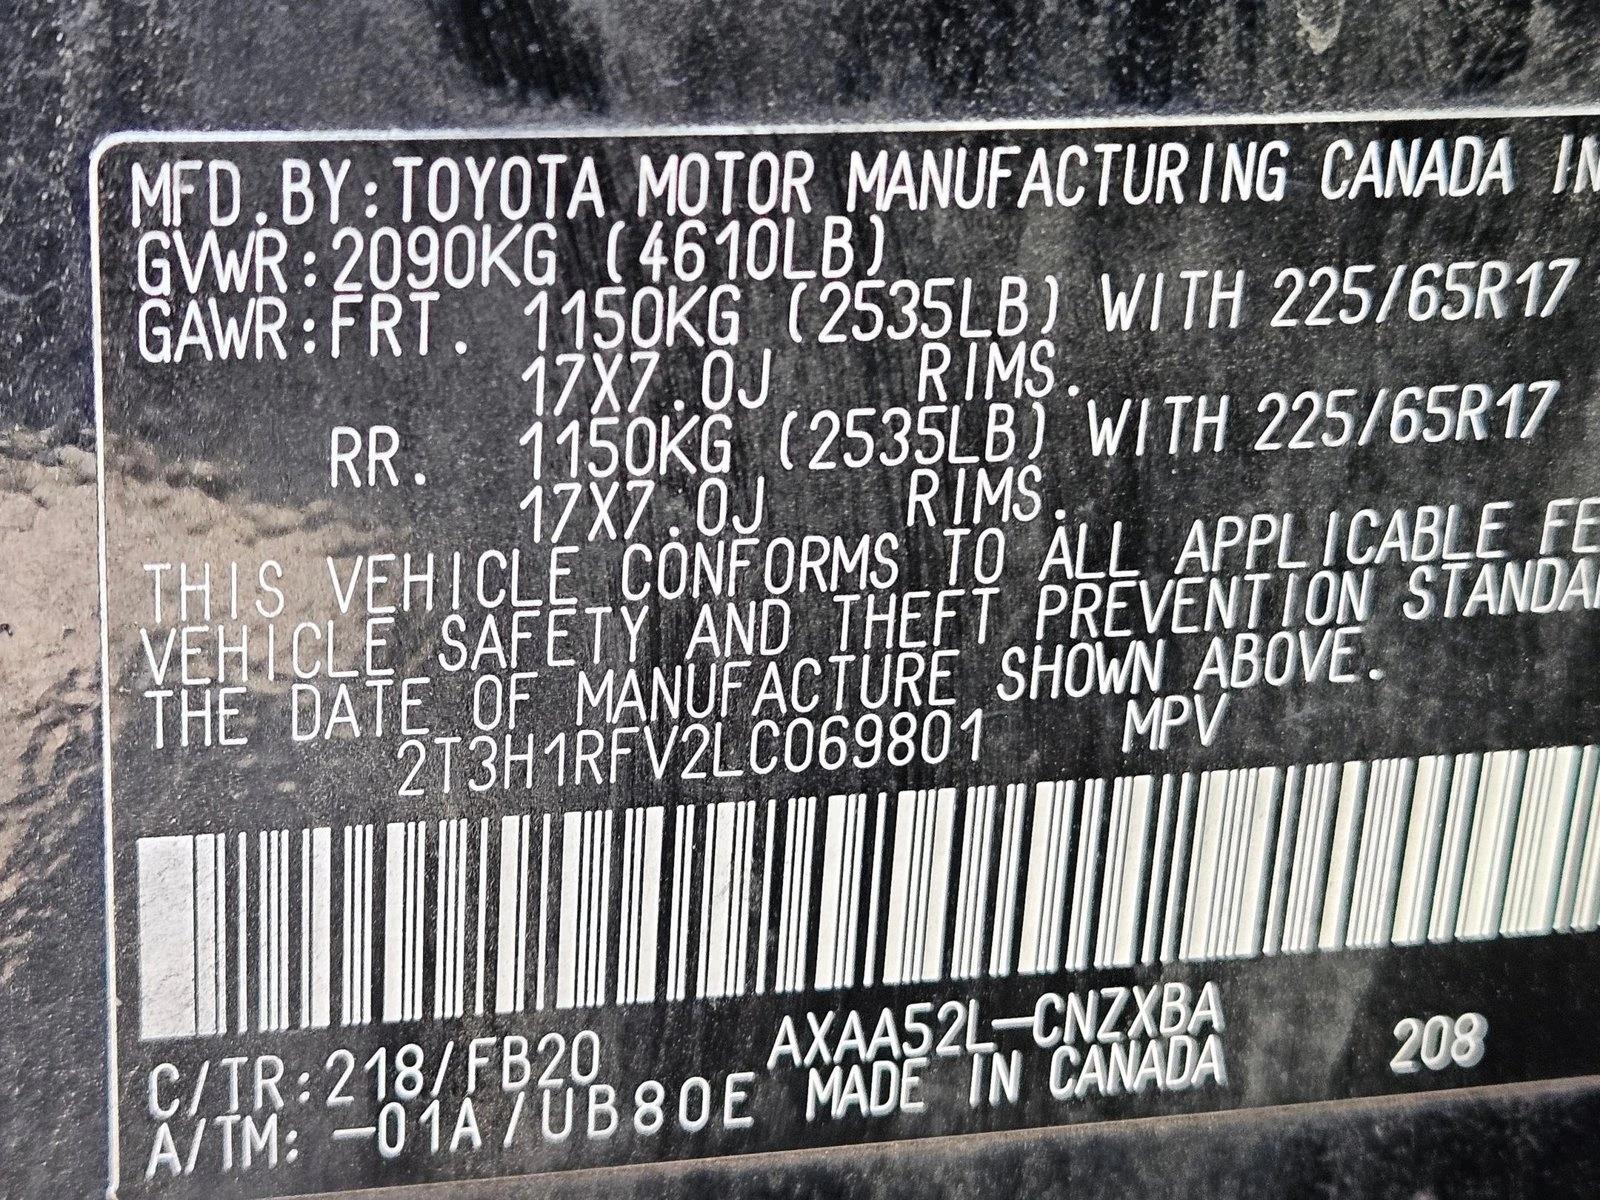 MFD.BY:TOYOTA MOTOR MANUFACTURING CANADA IN
GVWR:2090KG (4610LB)
GAWR:FRT. 1150KG (2535LB) WITH 225/65R17
17X7.0J RIMS.
RR. 1150KG (2535LB) WITH 225/65R17
17X7.0J RIMS.
THIS VEHICLE CONFORMS TO ALL APPLICABLE FE
VEHICLE SAFETY AND THEFT PREVENTION STANDA
THE DATE OF MANUFACTURE SHOWN ABOVE.
2T3H1RFV2LC069801 MPV
C/TR:218/FB20 AXAA52L-CNZXBA 208
A/TM: -01A/UB80E MADE IN CANADA